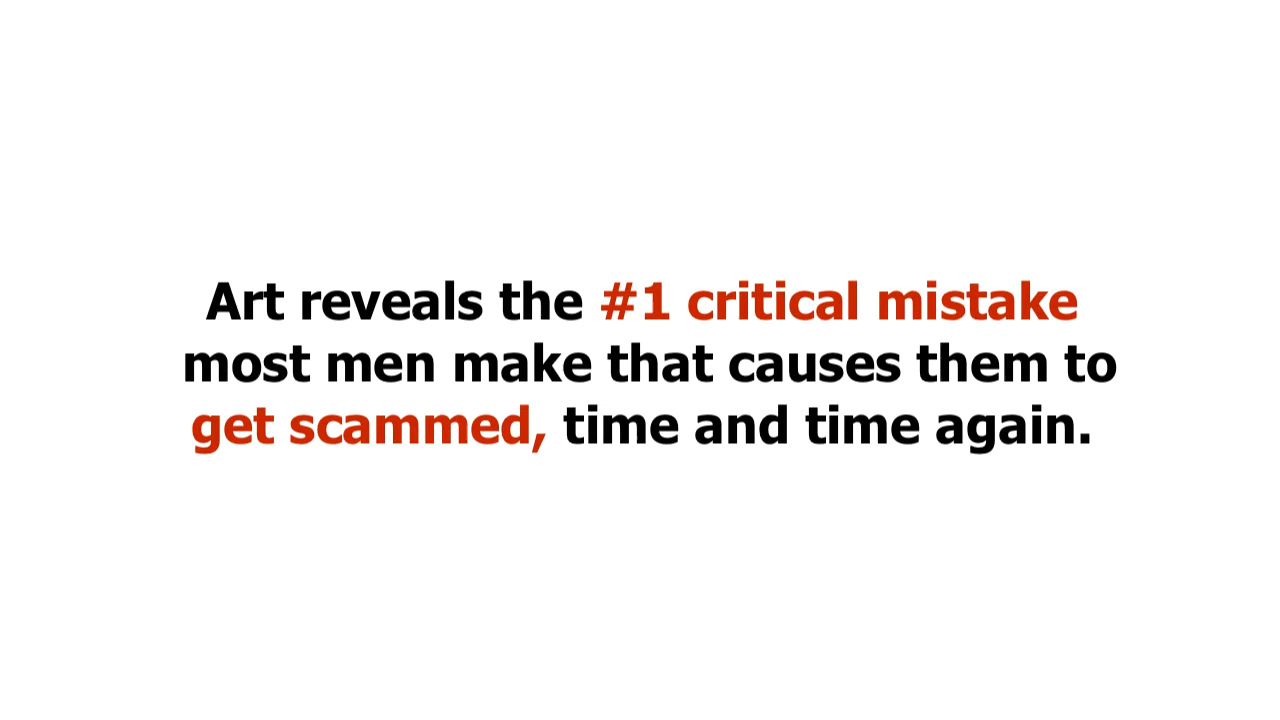 Art reveals the #1 critical mistake
most men make that causes them to
get scammed, time and time again.